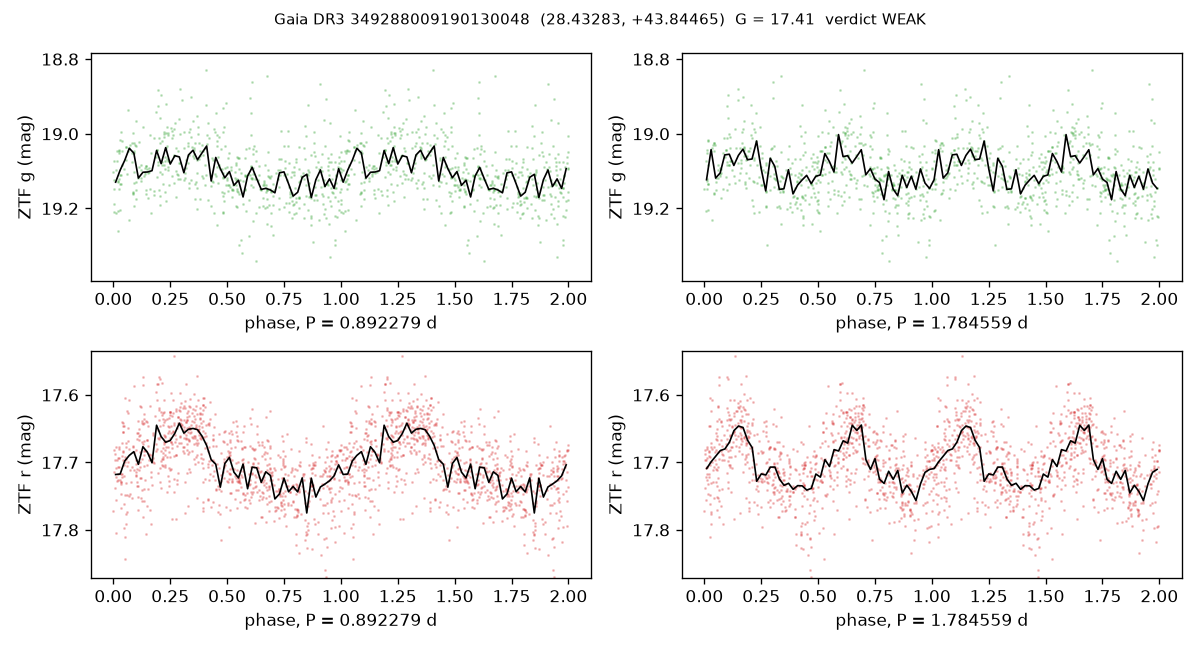 Gaia DR3 349288009190130048 (28.43283, +43.84465) G = 17.41 verdict WEAK
ZTF g (mag)
18.8
19.0
19.2
0.00 0.25 0.50 0.75 1.00 1.25 1.50 1.75 2.00
phase, P = 0.892279 d
ZTF g (mag)
18.8
19.0
19.2
0.00 0.25 0.50 0.75 1.00 1.25 1.50 1.75 2.00
phase, P = 1.784559 d
ZTF r (mag)
17.6
17.7
17.8
0.00 0.25 0.50 0.75 1.00 1.25 1.50 1.75 2.00
phase, P = 0.892279 d
ZTF r (mag)
17.6
17.7
17.8
0.00 0.25 0.50 0.75 1.00 1.25 1.50 1.75 2.00
phase, P = 1.784559 d